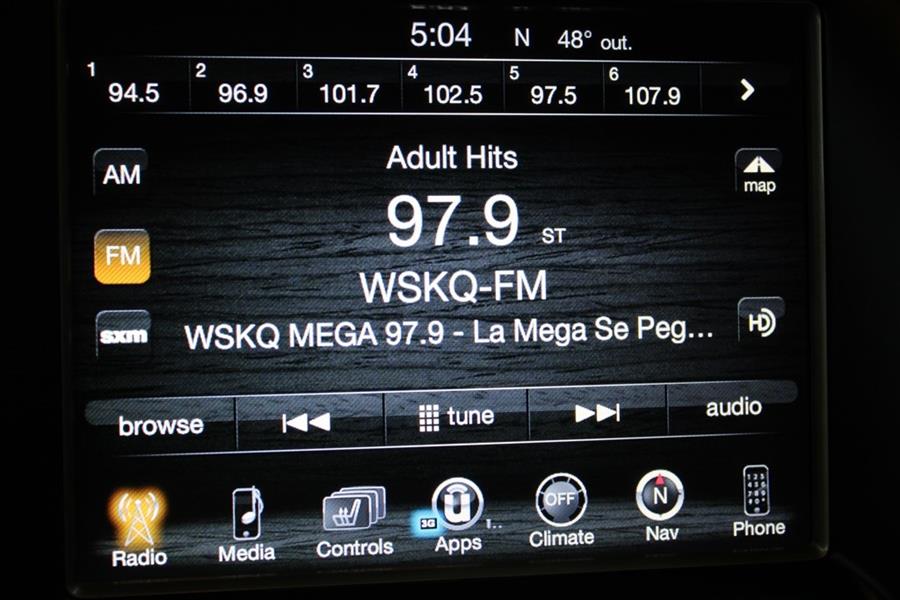 5:04 N 48° out.
1 94.5 2 96.9 3 101.7 4 102.5 5 97.5 6 107.9
Adult Hits
AM
map
97.9 ST
FM
WSKQ-FM
sxm
WSKQ MEGA 97.9 - La Mega Se Peg...
HD
browse tune audio
OFF
N
3G 1..
Radio Media Controls Apps Climate Nav Phone